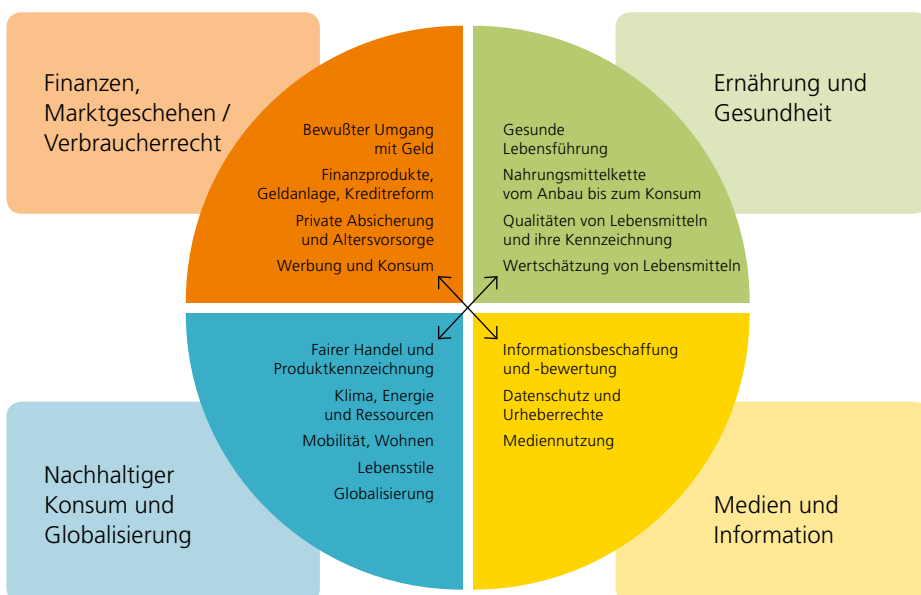 Finanzen,
Marktgeschehen /
Verbraucherrecht
Bewußter Umgang
mit Geld
Finanzprodukte,
Geldanlage, Kreditreform
Private Absicherung
und Altersvorsorge
Werbung und Konsum
Ernährung und
Gesundheit
Gesunde
Lebensführung
Nahrungsmittelkette
vom Anbau bis zum Konsum
Qualitäten von Lebensmitteln
und ihre Kennzeichnung
Wertschätzung von Lebensmitteln
Nachhaltiger
Konsum und
Globalisierung
Fairer Handel und
Produktkennzeichnung
Klima, Energie
und Ressourcen
Mobilität, Wohnen
Lebensstile
Globalisierung
Medien und
Information
Informationsbeschaffung
und -bewertung
Datenschutz und
Urheberrechte
Mediennutzung